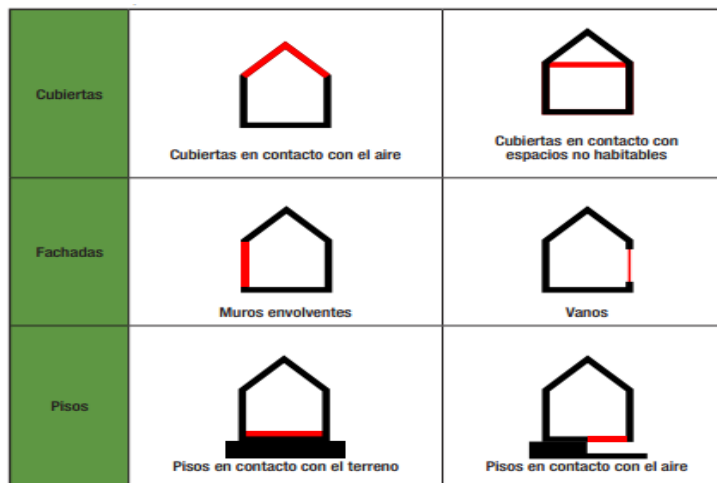 Cubiertas
Cubiertas en contacto con el aire
Cubiertas en contacto con
espacios no habitables
Fachadas
Muros envolventes
Vanos
Pisos
Pisos en contacto con el terreno
Pisos en contacto con el aire